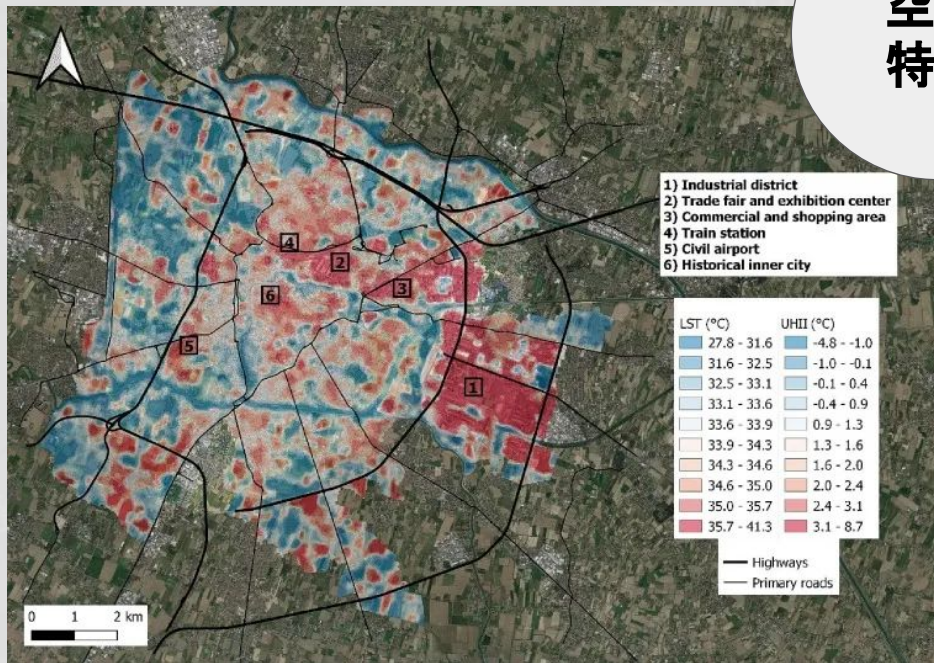 空
特
1) Industrial district
2) Trade fair and exhibition center
3) Commercial and shopping area
4) Train station
5) Civil airport
6) Historical inner city
4
2
3
6
5
1
LST (°C) UHII (°C)
27.8 - 31.6 -4.8 - -1.0
31.6 - 32.5 -1.0 - -0.1
32.5 - 33.1 -0.1 - 0.4
33.1 - 33.6 -0.4 - 0.9
33.6 - 33.9 0.9 - 1.3
33.9 - 34.3 1.3 - 1.6
34.3 - 34.6 1.6 - 2.0
34.6 - 35.0 2.0 - 2.4
35.0 - 35.7 2.4 - 3.1
35.7 - 41.3 3.1 - 8.7
Highways
Primary roads
0 1 2 km